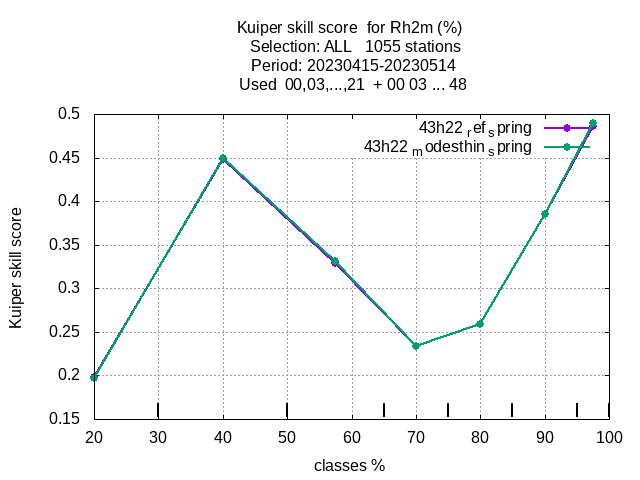 Kuiper skill score  for Rh2m (%)
Selection: ALL   1055 stations
Period: 20230415-20230514
Used  00,03,...,21  + 00 03 ... 48
43h22 ref spring
43h22 modesthin spring
0.5
0.45
0.4
0.35
0.3
0.25
0.2
0.15
Kuiper skill score
20 30 40 50 60 70 80 90 100
classes %